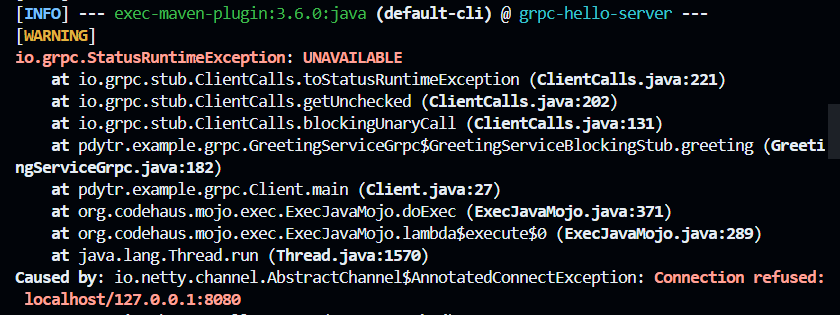 [INFO] --- exec-maven-plugin:3.6.0:java (default-cli) @ grpc-hello-server ---
[WARNING]
io.grpc.StatusRuntimeException: UNAVAILABLE
    at io.grpc.stub.ClientCalls.toStatusRuntimeException (ClientCalls.java:221)
    at io.grpc.stub.ClientCalls.getUnchecked (ClientCalls.java:202)
    at io.grpc.stub.ClientCalls.blockingUnaryCall (ClientCalls.java:131)
    at pdytr.example.grpc.GreetingServiceGrpc$GreetingServiceBlockingStub.greeting (Greeti
ngServiceGrpc.java:182)
    at pdytr.example.grpc.Client.main (Client.java:27)
    at org.codehaus.mojo.exec.ExecJavaMojo.doExec (ExecJavaMojo.java:371)
    at org.codehaus.mojo.exec.ExecJavaMojo.lambda$execute$0 (ExecJavaMojo.java:289)
    at java.lang.Thread.run (Thread.java:1570)
Caused by: io.netty.channel.AbstractChannel$AnnotatedConnectException: Connection refused:
 localhost/127.0.0.1:8080